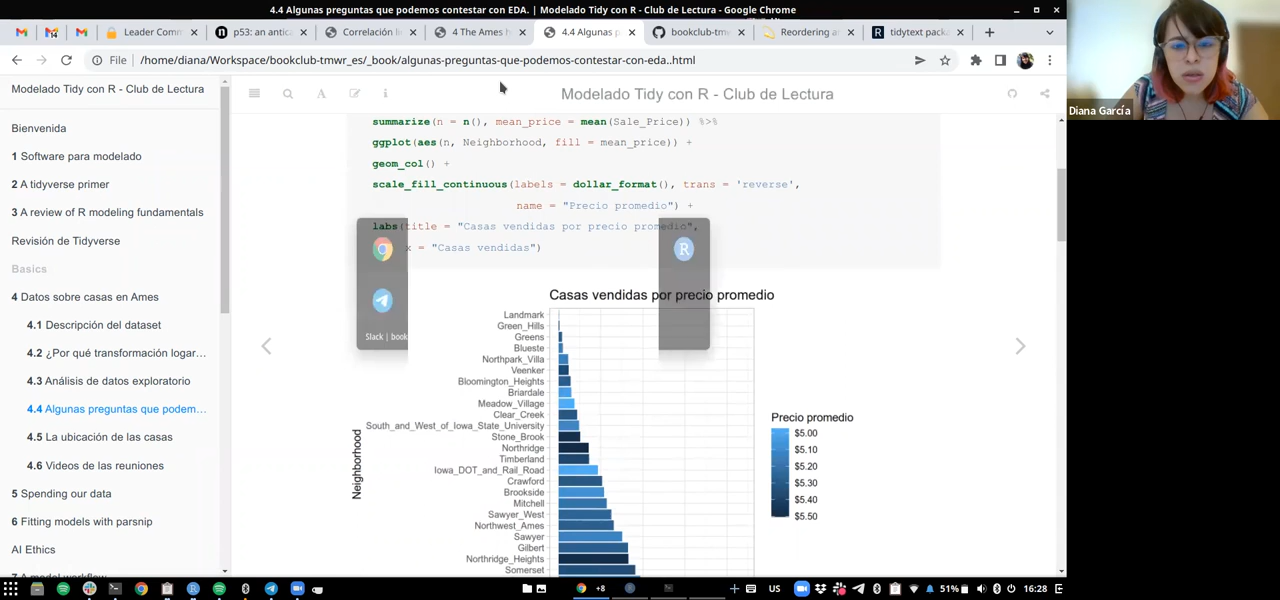 4.4 Algunas preguntas que podemos contestar con EDA. | Modelado Tidy con R - Club de Lectura - Google Chrome
Leader Com
p53: an antic
Correlación li
4 The Ames h
4.4 Algunas p
bookclub-tm
Reordering a
tidytext pack
File
/home/diana/Workspace/bookclub-tmwr_es/_book/algunas-preguntas-que-podemos-contestar-con-eda..html
Modelado Tidy con R - Club de Lectura
Bienvenida
1 Software para modelado
2 A tidyverse primer
3 A review of R modeling fundamentals
Revisión de Tidyverse
Basics
4 Datos sobre casas en Ames
4.1 Descripción del dataset
4.2 ¿Por qué transformación logar…
4.3 Análisis de datos exploratorio
4.4 Algunas preguntas que podem…
4.5 La ubicación de las casas
4.6 Videos de las reuniones
5 Spending our data
6 Fitting models with parsnip
AI Ethics
7 A model workflow
Modelado Tidy con R - Club de Lectura
summarize(n = n(), mean_price = mean(Sale_Price)) %>%
ggplot(aes(n, Neighborhood, fill = mean_price)) +
geom_col() +
scale_fill_continuous(labels = dollar_format(), trans = 'reverse',
name = "Precio promedio") +
labs(title = "Casas vendidas por precio promedio",
x = "Casas vendidas")
R
Slack | book
Casas vendidas por precio promedio
Neighborhood
Landmark
Green_Hills
Greens
Blueste
Northpark_Villa
Veenker
Bloomington_Heights
Briardale
Meadow_Village
Clear_Creek
South_and_West_of_Iowa_State_University
Stone_Brook
Northridge
Timberland
Iowa_DOT_and_Rail_Road
Crawford
Brookside
Mitchell
Sawyer_West
Northwest_Ames
Sawyer
Gilbert
Northridge_Heights
Somerset
Precio promedio
$5.00
$5.10
$5.20
$5.30
$5.40
$5.50
Diana García
+8
US
51%
16:28